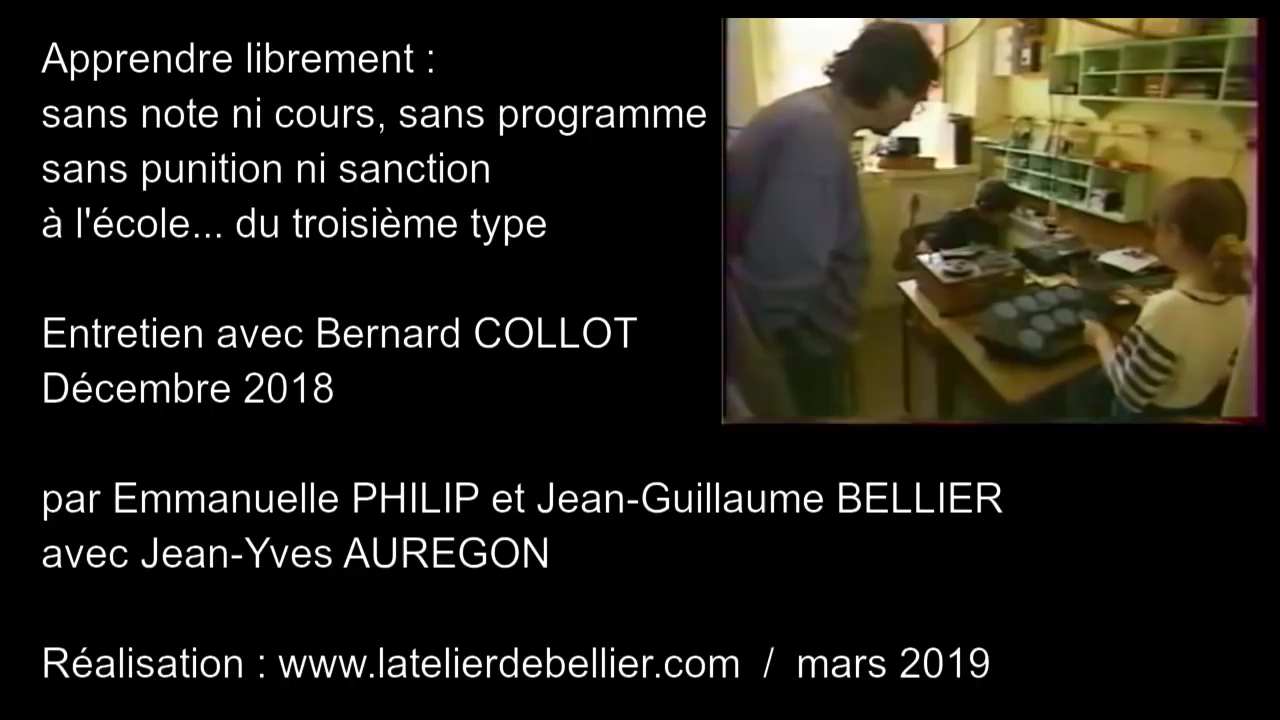 Apprendre librement :
sans note ni cours, sans programme
sans punition ni sanction
à l'école... du troisième type
Entretien avec Bernard COLLOT
Décembre 2018
par Emmanuelle PHILIP et Jean-Guillaume BELLIER
avec Jean-Yves AUREGON
Réalisation : www.latelierdebellier.com / mars 2019